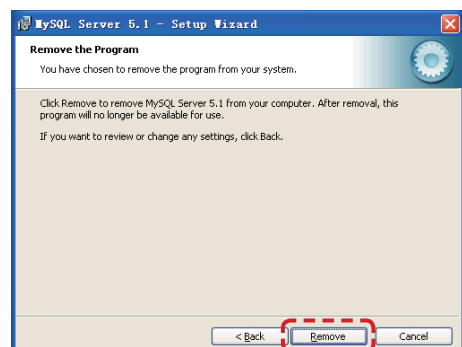 MySQL Server 5.1 - Setup Wizard
Remove the Program
You have chosen to remove the program from your system.
Click Remove to remove MySQL Server 5.1 from your computer. After removal, this
program will no longer be available for use.
If you want to review or change any settings, click Back.
< Back Remove Cancel